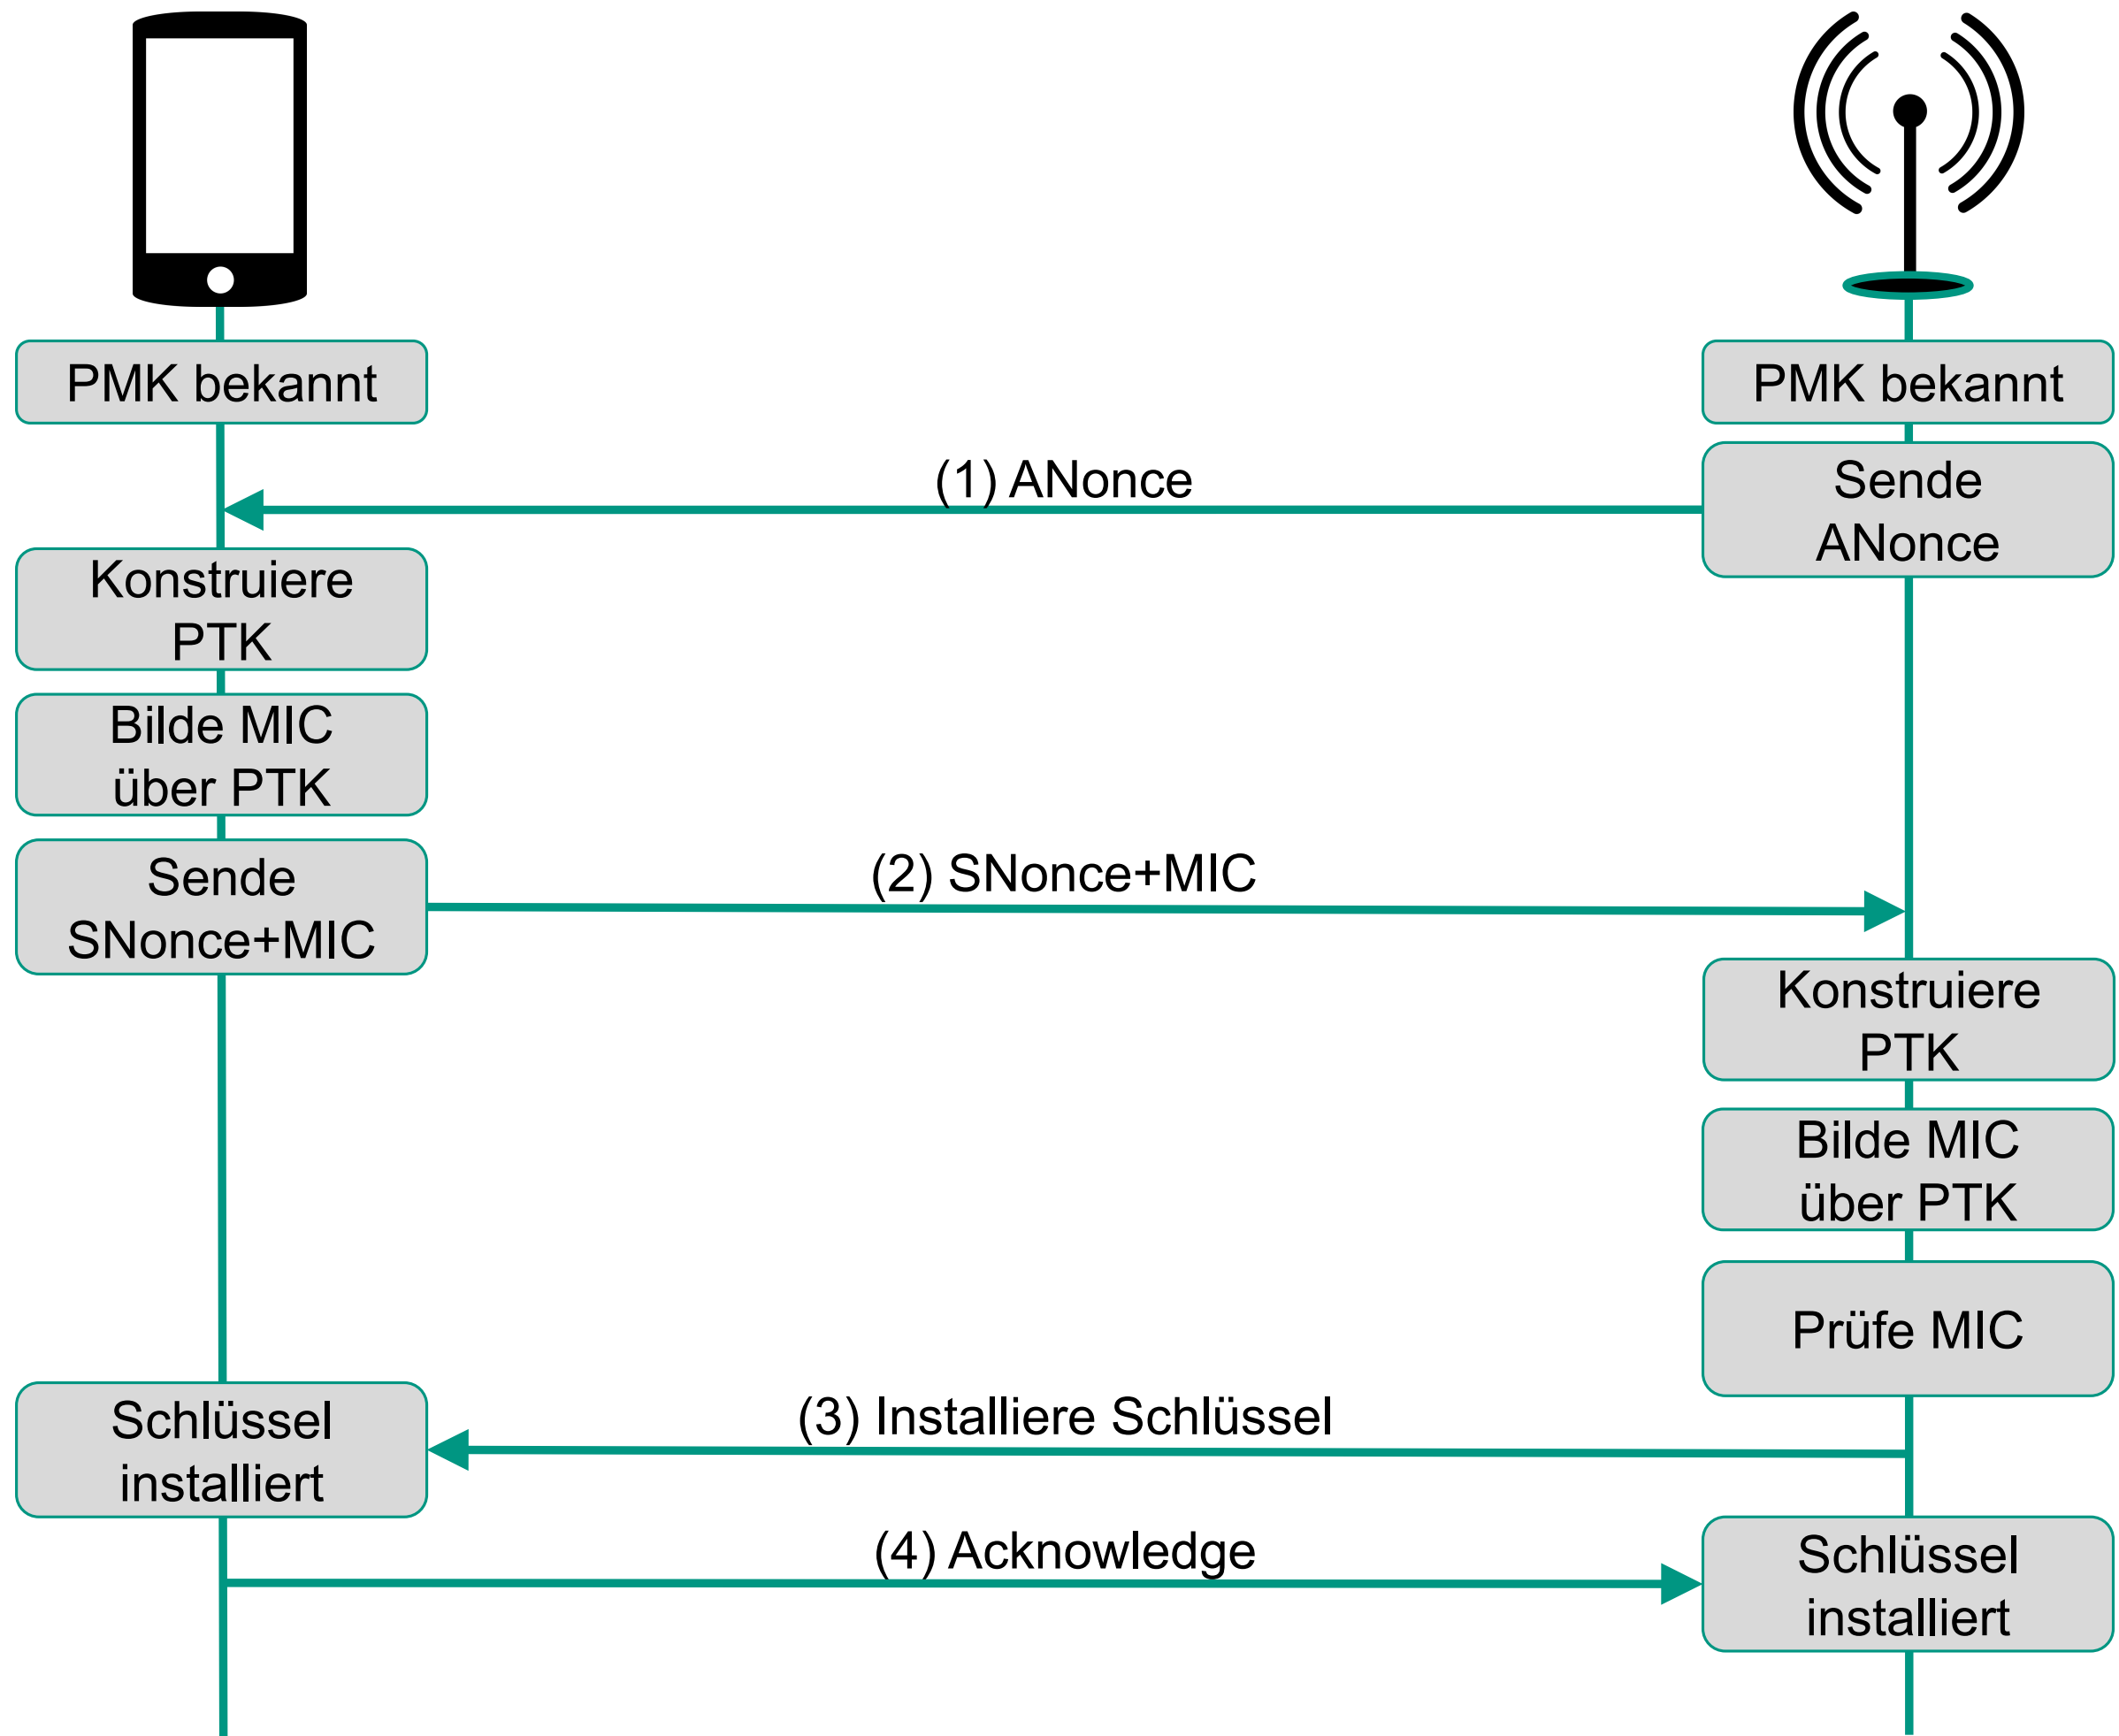 PMK bekannt
PMK bekannt
(1) ANonce
Sende
ANonce
Konstruiere
PTK
Bilde MIC
über PTK
Sende
SNonce+MIC
(2) SNonce+MIC
Konstruiere
PTK
Bilde MIC
über PTK
Prüfe MIC
(3) Installiere Schlüssel
Schlüssel
installiert
(4) Acknowledge
Schlüssel
installiert